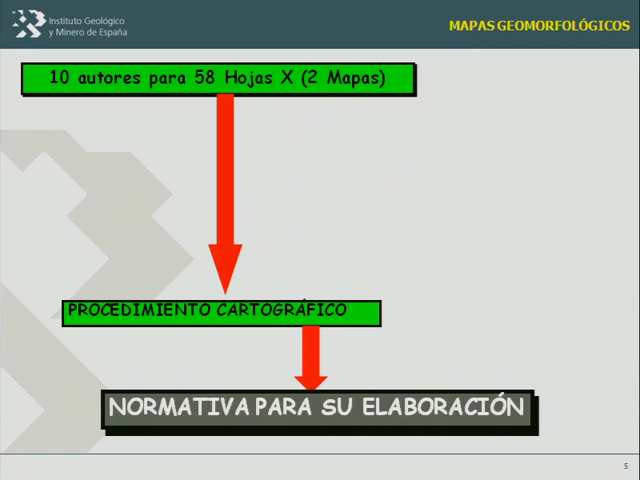 Instituto Geológico
y Minero de España
MAPAS GEOMORFOLÓGICOS
10 autores para 58 Hojas X (2 Mapas)
PROCEDIMIENTO CARTOGRÁFICO
NORMATIVA PARA SU ELABORACIÓN
5